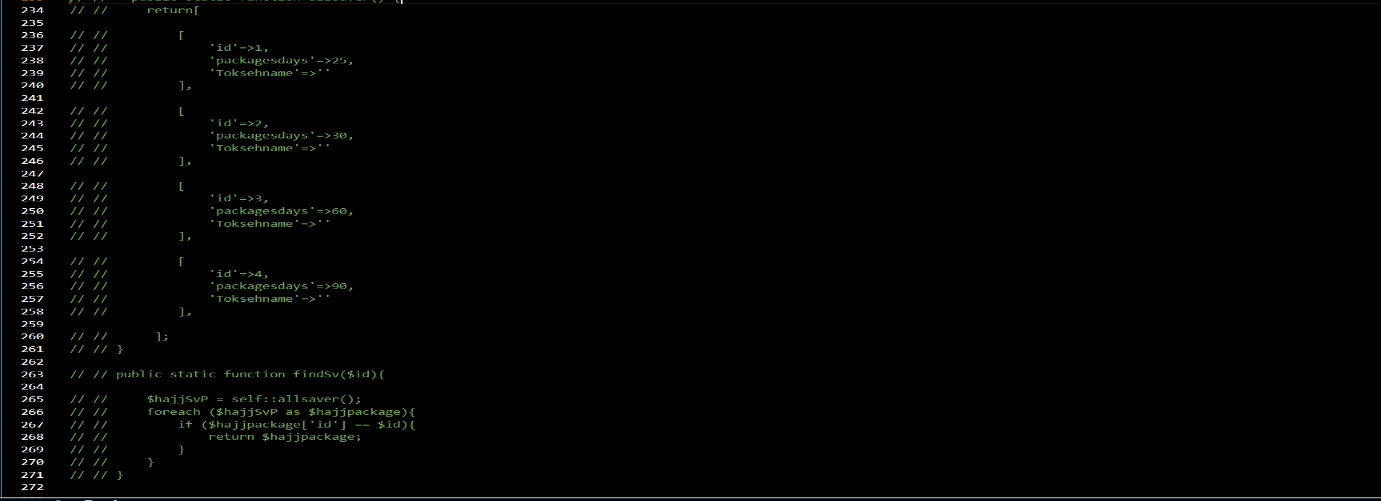 // //   public static function allsaver() {
234 // // return[
235
236 // // [
237 // // 'id'=>1,
238 // // 'packagesdays'=>25,
239 // // 'Toksehname'=>''
240 // // ],
241
242 // // [
243 // // 'id'=>2,
244 // // 'packagesdays'=>30,
245 // // 'Toksehname'=>''
246 // // ],
247
248 // // [
249 // // 'id'=>3,
250 // // 'packagesdays'=>60,
251 // // 'Toksehname'=>''
252 // // ],
253
254 // // [
255 // // 'id'=>4,
256 // // 'packagesdays'=>90,
257 // // 'Toksehname'=>''
258 // // ],
259
260 // // ];
261 // // }
262
263 // // public static function findSv($id){
264
265 // // $hajjSvP = self::allsaver();
266 // // foreach ($hajjSvP as $hajjpackage){
267 // // if ($hajjpackage['id'] == $id){
268 // // return $hajjpackage;
269 // // }
270 // // }
271 // // }
272